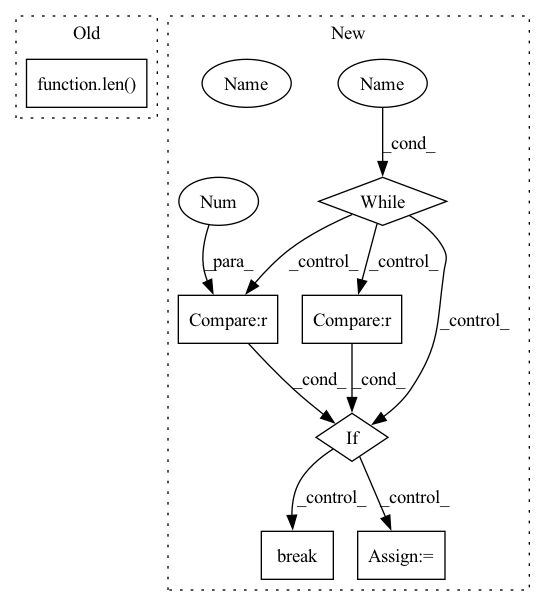 Old
New
function.len()
Name
Name
_cond_
Num
While
_para_
_control_
_control_
_control_
Compare:r
Compare:r
_cond_
_cond_
If
_control_
_control_
break
Assign:=